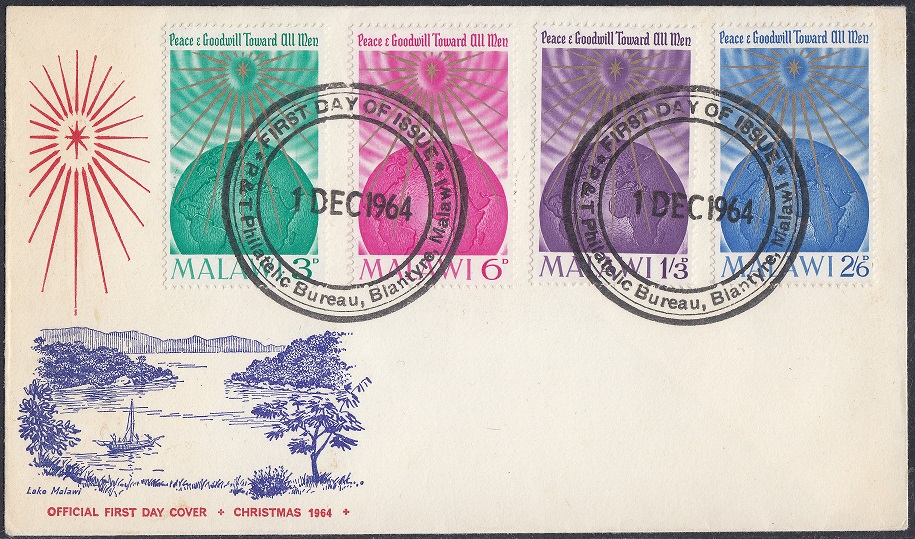 Peace & Goodwill Toward All Men
MALAWI 3D
Peace & Goodwill Toward All Men
MALAWI 6D
Peace & Goodwill Toward All Men
MALAWI 1/3D
Peace & Goodwill Toward All Men
MALAWI 2/6D
★ FIRST DAY OF ISSUE ★
1 DEC 1964
P.& T. Philatelic Bureau, Blantyre, Malawi
★ FIRST DAY OF ISSUE ★
1 DEC 1964
P.& T. Philatelic Bureau, Blantyre, Malawi
Lake Malawi
OFFICIAL FIRST DAY COVER + CHRISTMAS 1964 +